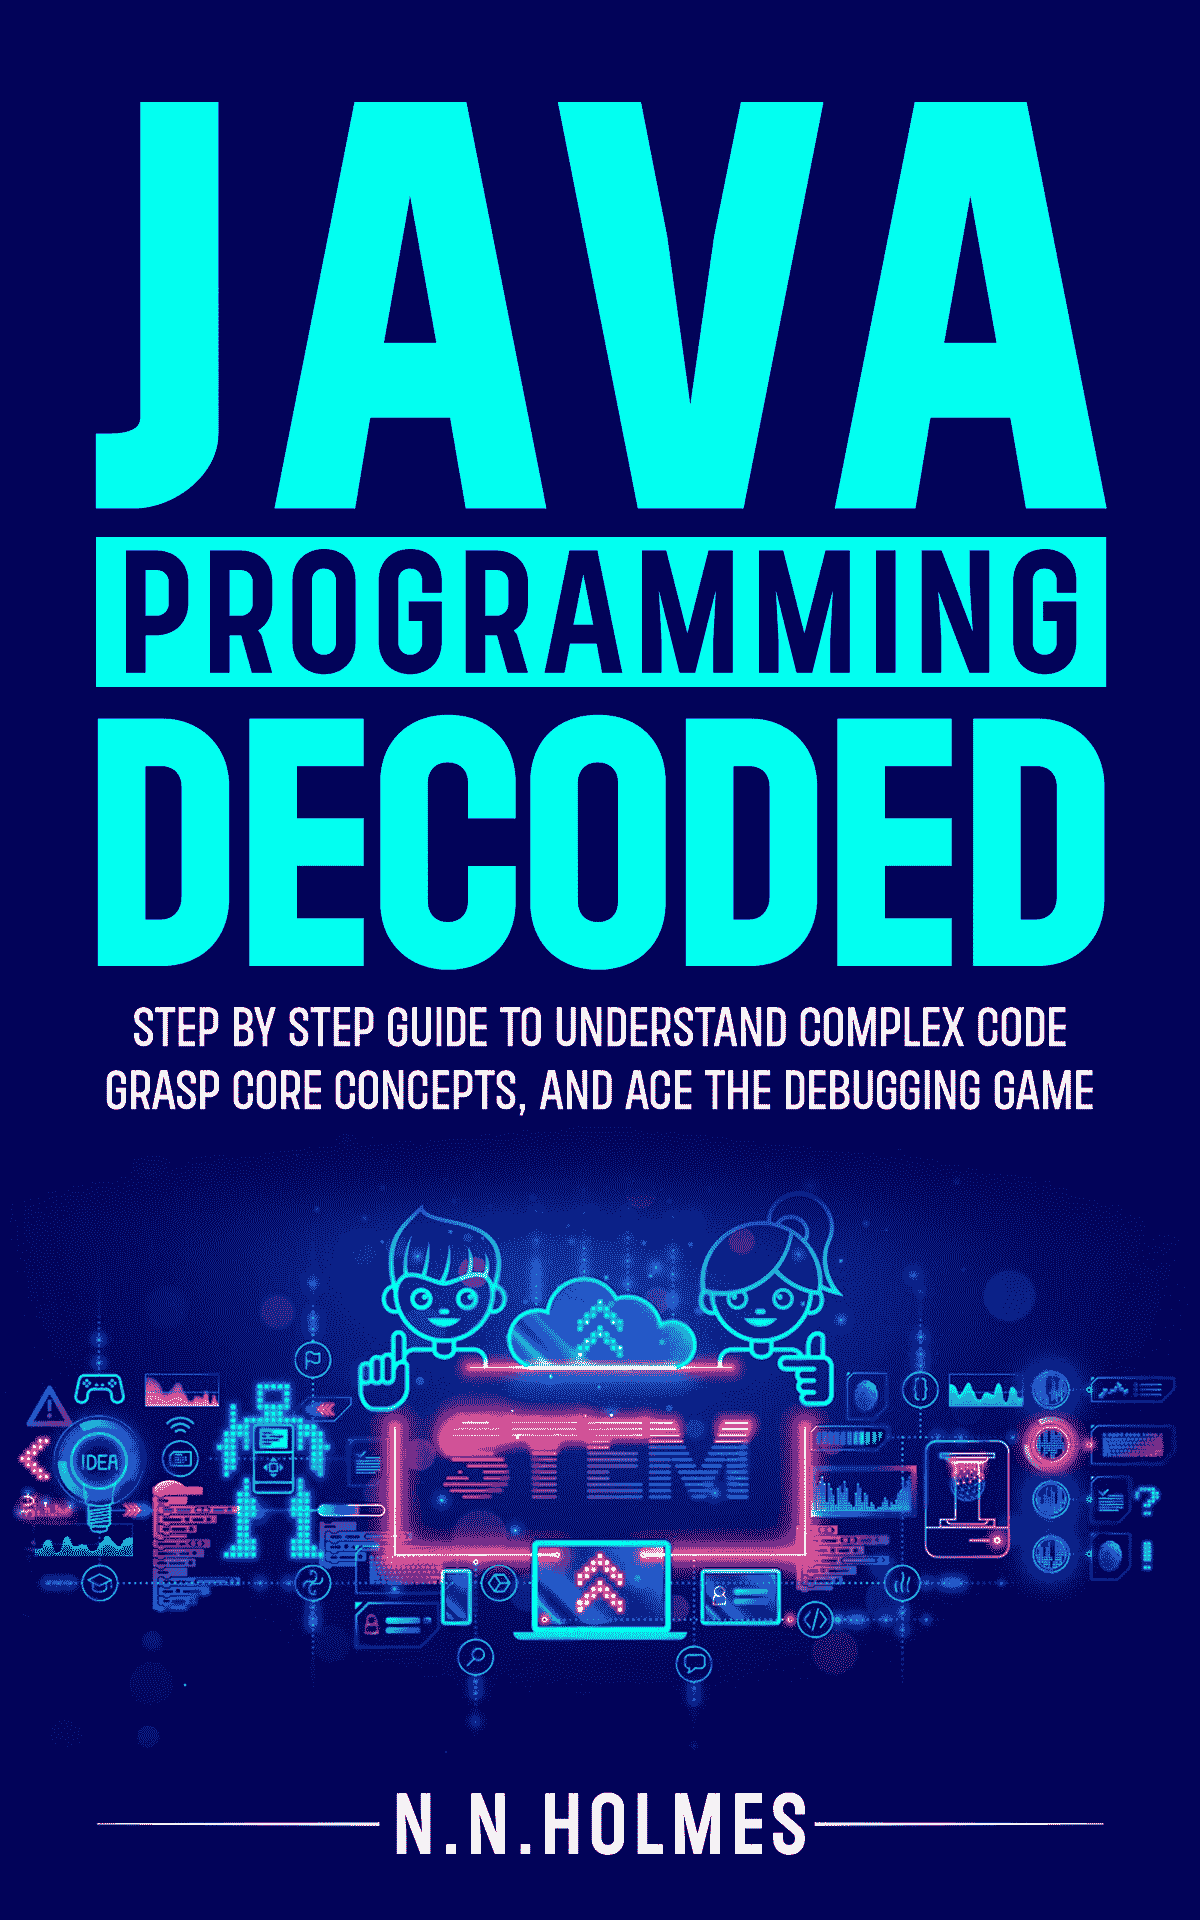 JAVA
PROGRAMMING
DECODED
STEP BY STEP GUIDE TO UNDERSTAND COMPLEX CODE
GRASP CORE CONCEPTS, AND ACE THE DEBUGGING GAME
STEM
IDEA
N.N.HOLMES